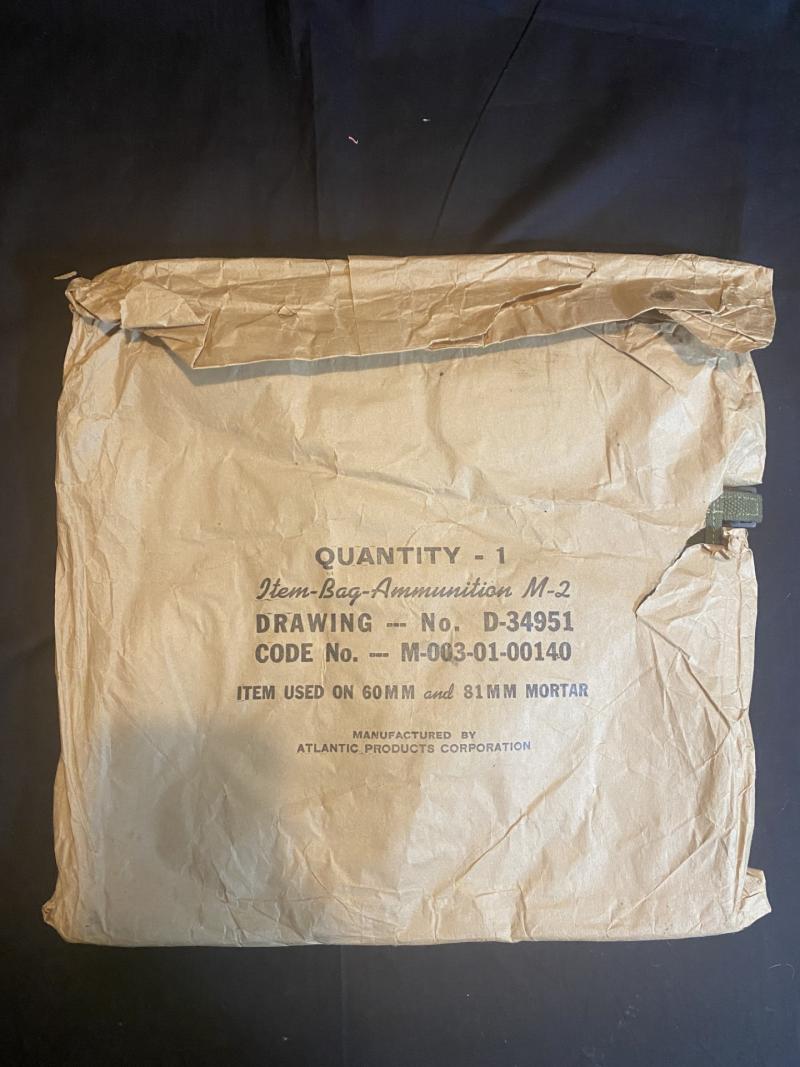 QUANTITY - 1
Item-Bag-Ammunition M-2
DRAWING --- No. D-34951
CODE No. --- M-003-01-00140
ITEM USED ON 60MM and 81MM MORTAR
MANUFACTURED BY
ATLANTIC PRODUCTS CORPORATION